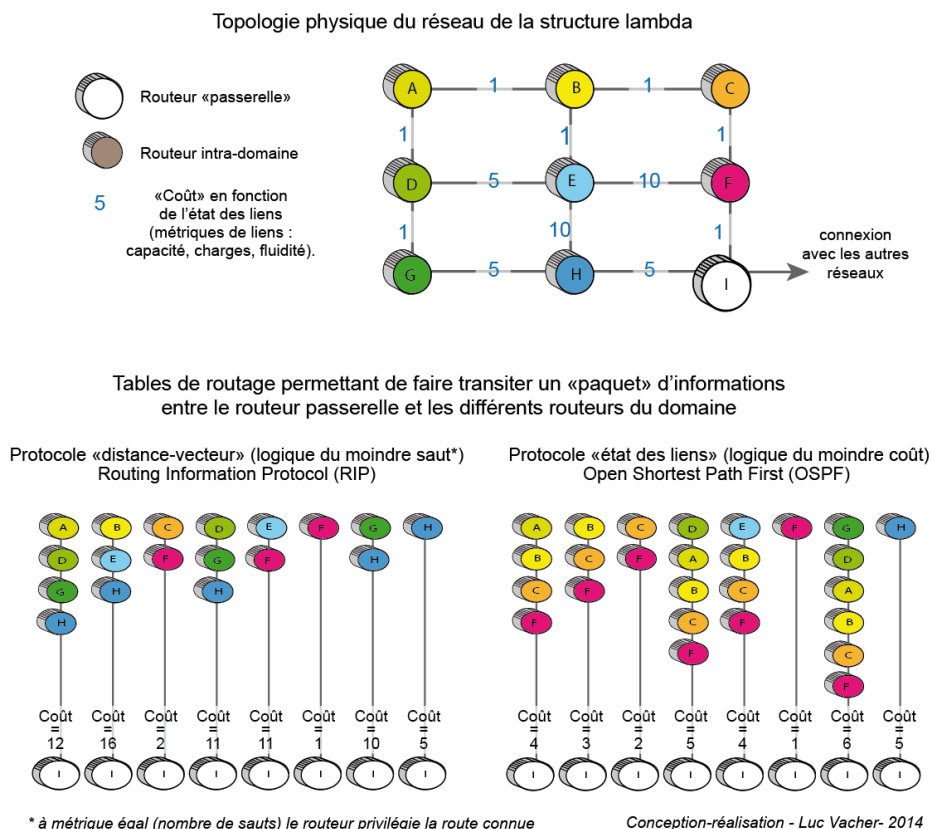 Topologie physique du réseau de la structure lambda
Routeur «passerelle»
Routeur intra-domaine
5
«Coût» en fonction
de l'état des liens
(métriques de liens :
capacité, charges, fluidité).
A 1 B 1 C
1 1 1
D 5 E 10 F
1 10 1
G 5 H 5 I
connexion
avec les autres
réseaux
Tables de routage permettant de faire transiter un «paquet» d'informations
entre le routeur passerelle et les différents routeurs du domaine
Protocole «distance-vecteur» (logique du moindre saut*)
Routing Information Protocol (RIP)
A B C D E F G H
D E F G F H
G H H
H
Coût Coût Coût Coût Coût Coût Coût Coût
= = = = = = = =
12 16 2 11 11 1 10 5
I I I I I I I I
Protocole «état des liens» (logique du moindre coût)
Open Shortest Path First (OSPF)
A B C D E F G H
B C F A B D
C F B C A
F C F B
F C
F
Coût Coût Coût Coût Coût Coût Coût Coût
= = = = = = = =
4 3 2 5 4 1 6 5
I I I I I I I I
* à métrique égal (nombre de sauts) le routeur privilégie la route connue
Conception-réalisation - Luc Vacher- 2014